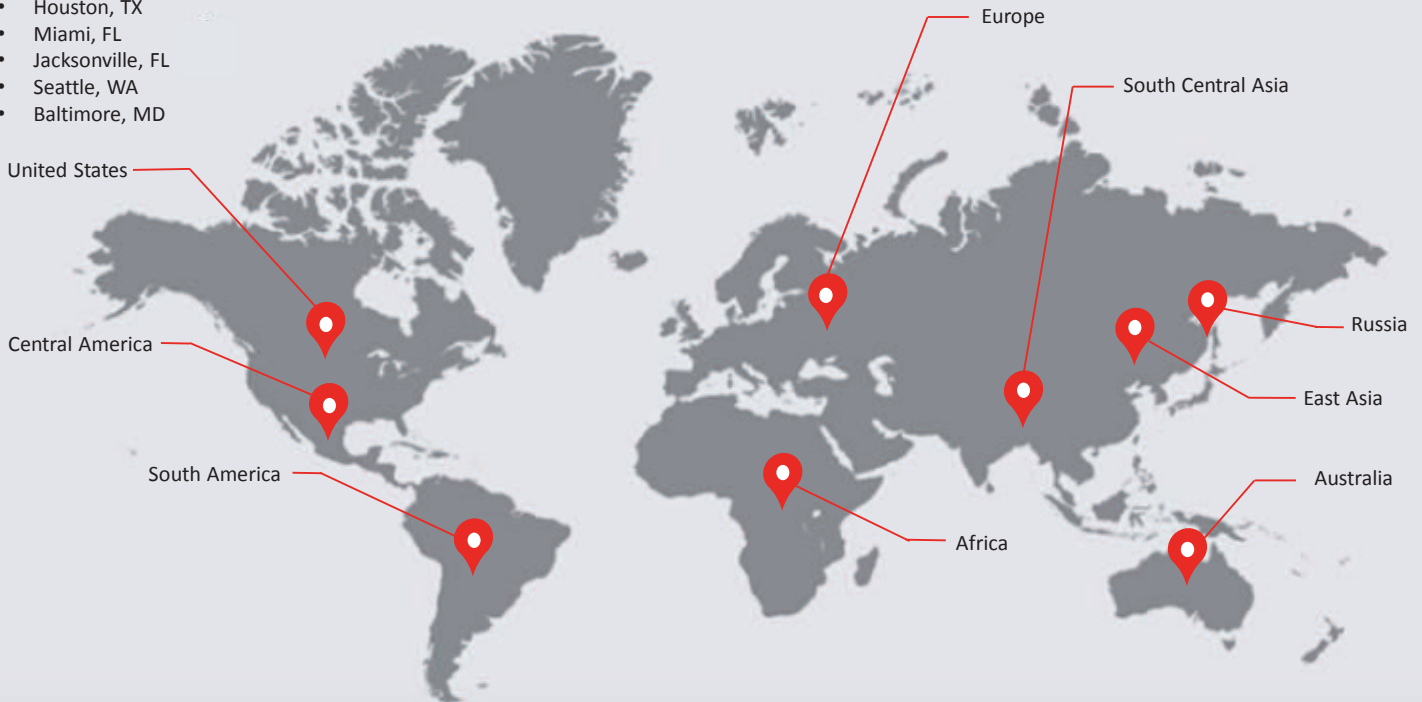 • Houston, TX
• Miami, FL
• Jacksonville, FL
• Seattle, WA
• Baltimore, MD
Europe
South Central Asia
United States
Russia
Central America
East Asia
South America
Australia
Africa